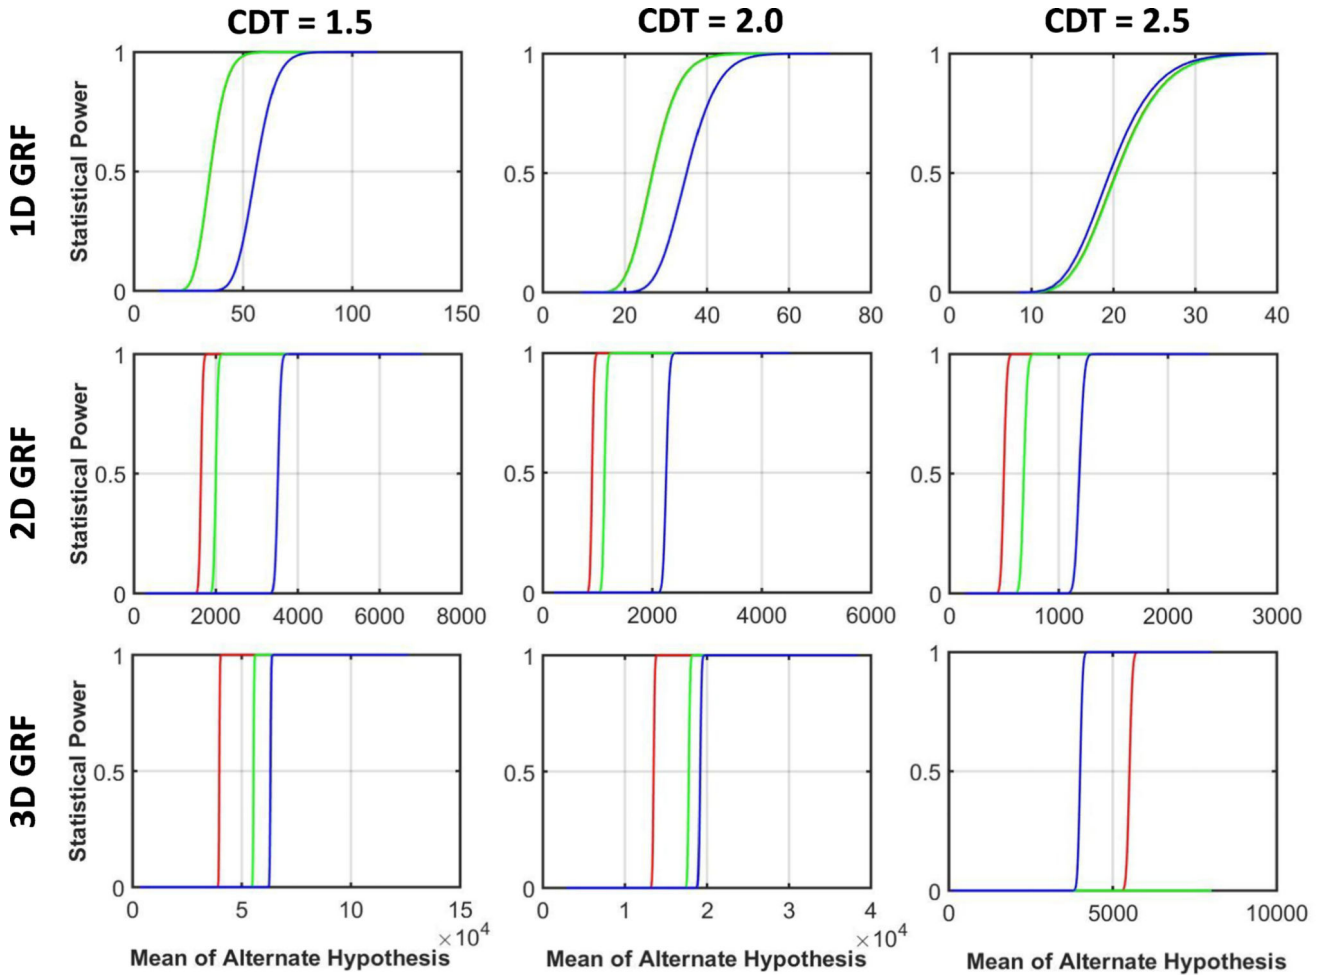 CDT = 1.5 CDT = 2.0 CDT = 2.5
1D GRF
Statistical Power
1
0.5
0
0 50 100 150
1
0.5
0
0 20 40 60 80
1
0.5
0
0 10 20 30 40
2D GRF
Statistical Power
1
0.5
0
0 2000 4000 6000 8000
1
0.5
0
0 2000 4000 6000
1
0.5
0
0 1000 2000 3000
3D GRF
Statistical Power
1
0.5
0
0 5 10 15
×10⁴
Mean of Alternate Hypothesis
1
0.5
0
0 1 2 3 4
×10⁴
Mean of Alternate Hypothesis
1
0.5
0
0 5000 10000
Mean of Alternate Hypothesis